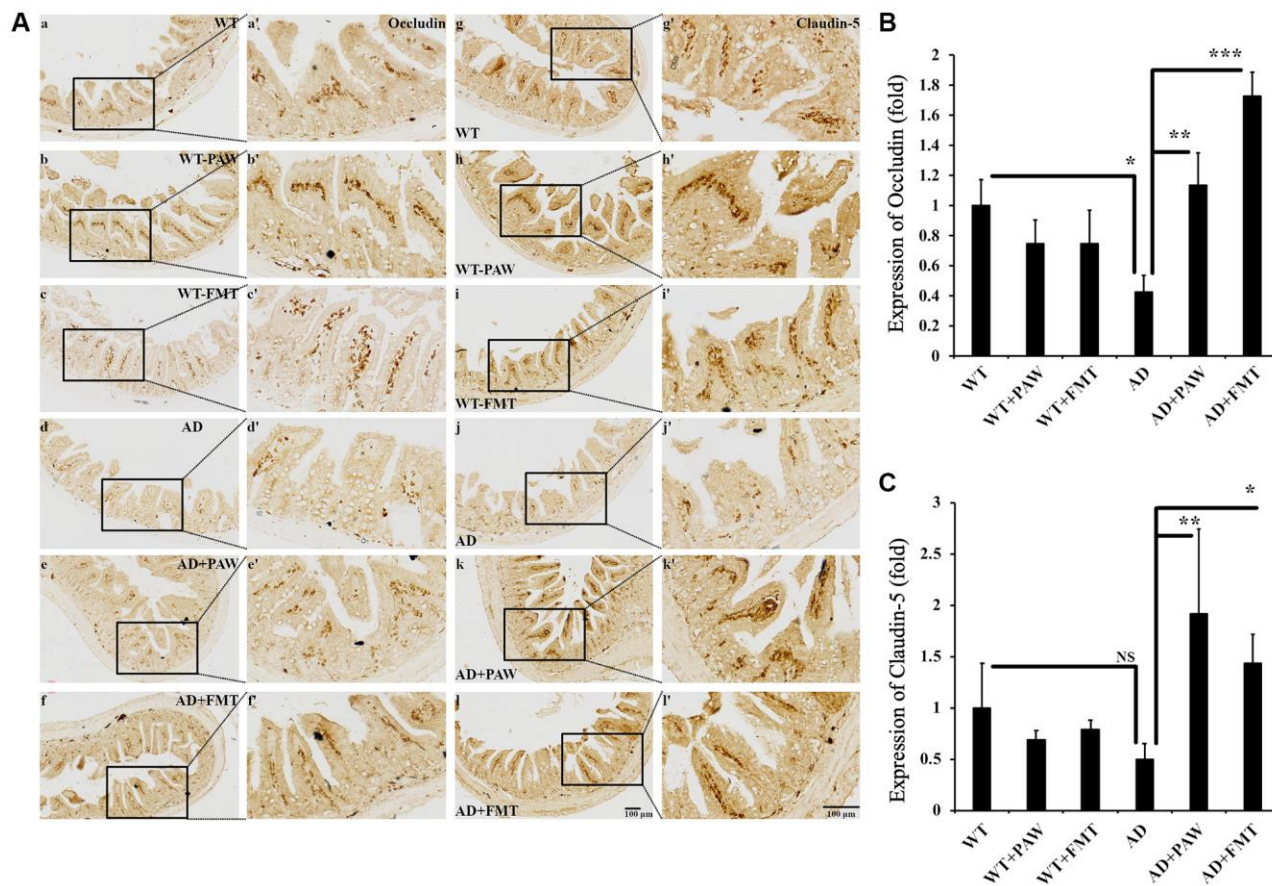 A
a
WT
a'
Occludin
g
WT
g'
Claudin-5
b
WT-PAW
b'
h
WT-PAW
h'
c
WT-FMT
c'
i
WT-FMT
i'
d
AD
d'
j
AD
j'
e
AD+PAW
e'
k
AD+PAW
k'
f
AD+FMT
f'
l
AD+FMT
100 μm
l'
100 μm
B
Expression of Occludin (fold)
2
1.8
1.6
1.4
1.2
1
0.8
0.6
0.4
0.2
0
*
**
***
WT
WT+PAW
WT+FMT
AD
AD+PAW
AD+FMT
C
Expression of Claudin-5 (fold)
3
2.5
2
1.5
1
0.5
0
NS
**
*
WT
WT+PAW
WT+FMT
AD
AD+PAW
AD+FMT